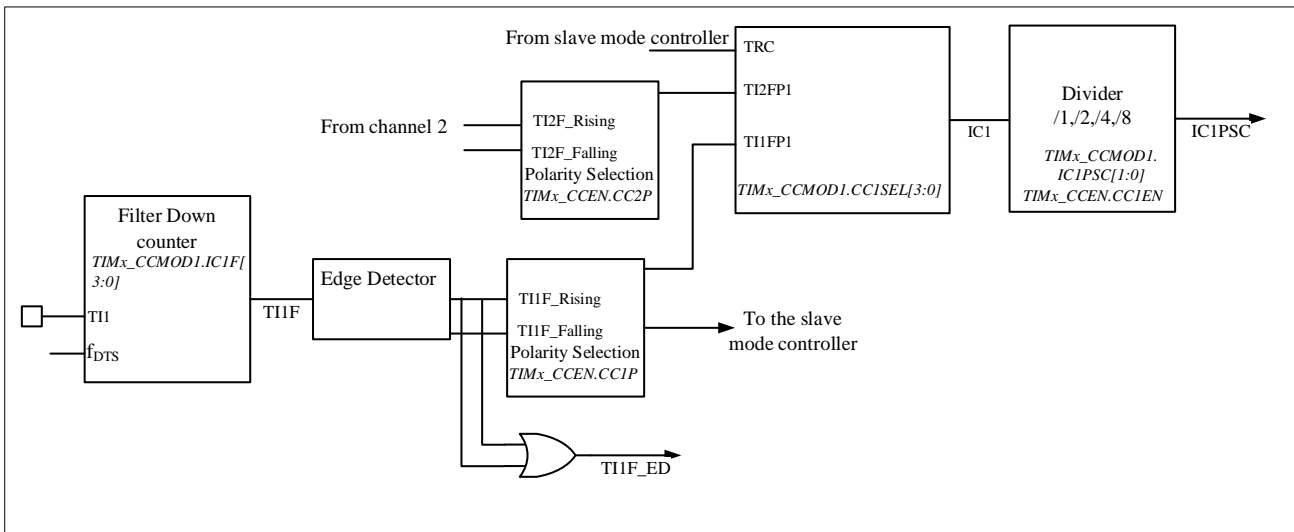 From slave mode controller
TRC
TI2FP1
TI1FP1
TIMx_CCMOD1.CC1SEL[3:0]
IC1
Divider
/1,/2,/4,/8
TIMx_CCMOD1.
IC1PSC[1:0]
TIMx_CCEN.CC1EN
IC1PSC
From channel 2
TI2F_Rising
TI2F_Falling
Polarity Selection
TIMx_CCEN.CC2P
Filter Down
counter
TIMx_CCMOD1.IC1F[
3:0]
TI1
fDTS
TI1F
Edge Detector
TI1F_Rising
TI1F_Falling
Polarity Selection
TIMx_CCEN.CC1P
To the slave
mode controller
TI1F_ED